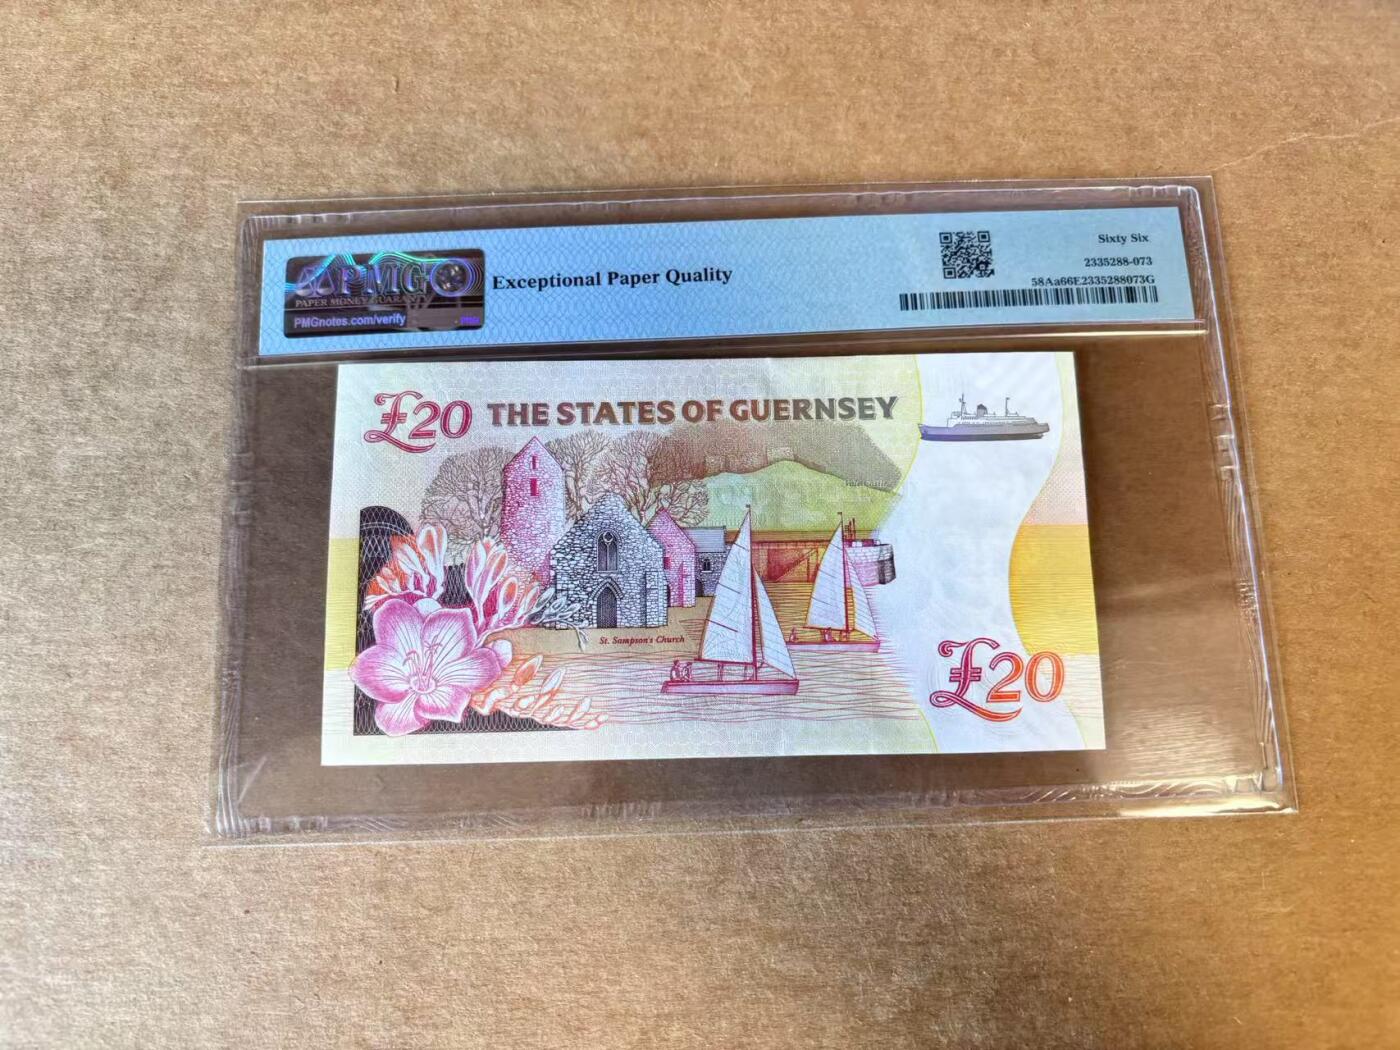 PMG
PAPER MONEY GUARANTY
PMGnotes.com/verify
Exceptional Paper Quality
Sixty Six
2335288-073
58Aa66E2335288073G
£20
THE STATES OF GUERNSEY
St. Sampson's Church
£20